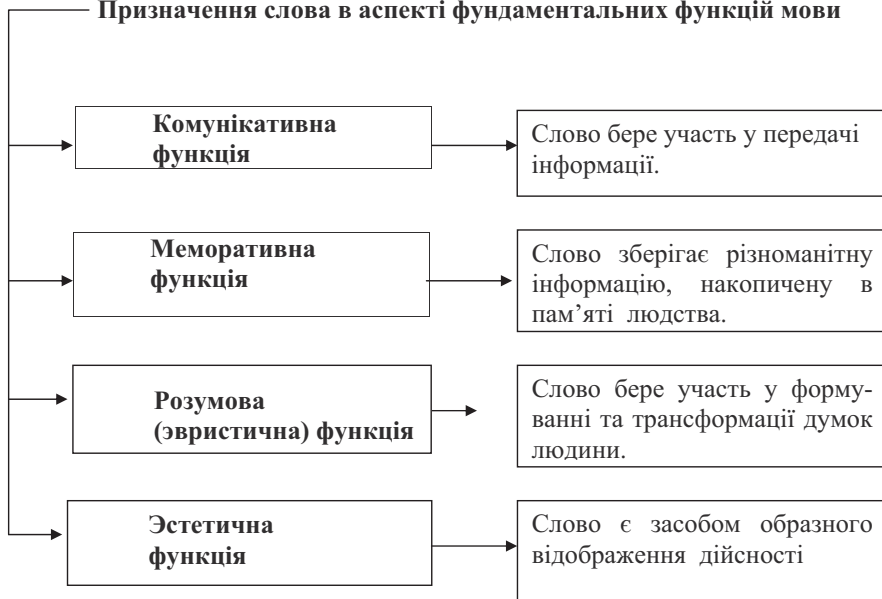 Призначення слова в аспекті фундаментальних функцій мови
Комунікативна
функція
Слово бере участь у передачі
інформації.
Меморативна
функція
Слово зберігає різноманітну
інформацію, накопичену в
пам’яті людства.
Розумова
(эвристична) функція
Слово бере участь у форму-
ванні та трансформації думок
людини.
Эстетична
функція
Слово є засобом образного
відображення дійсності